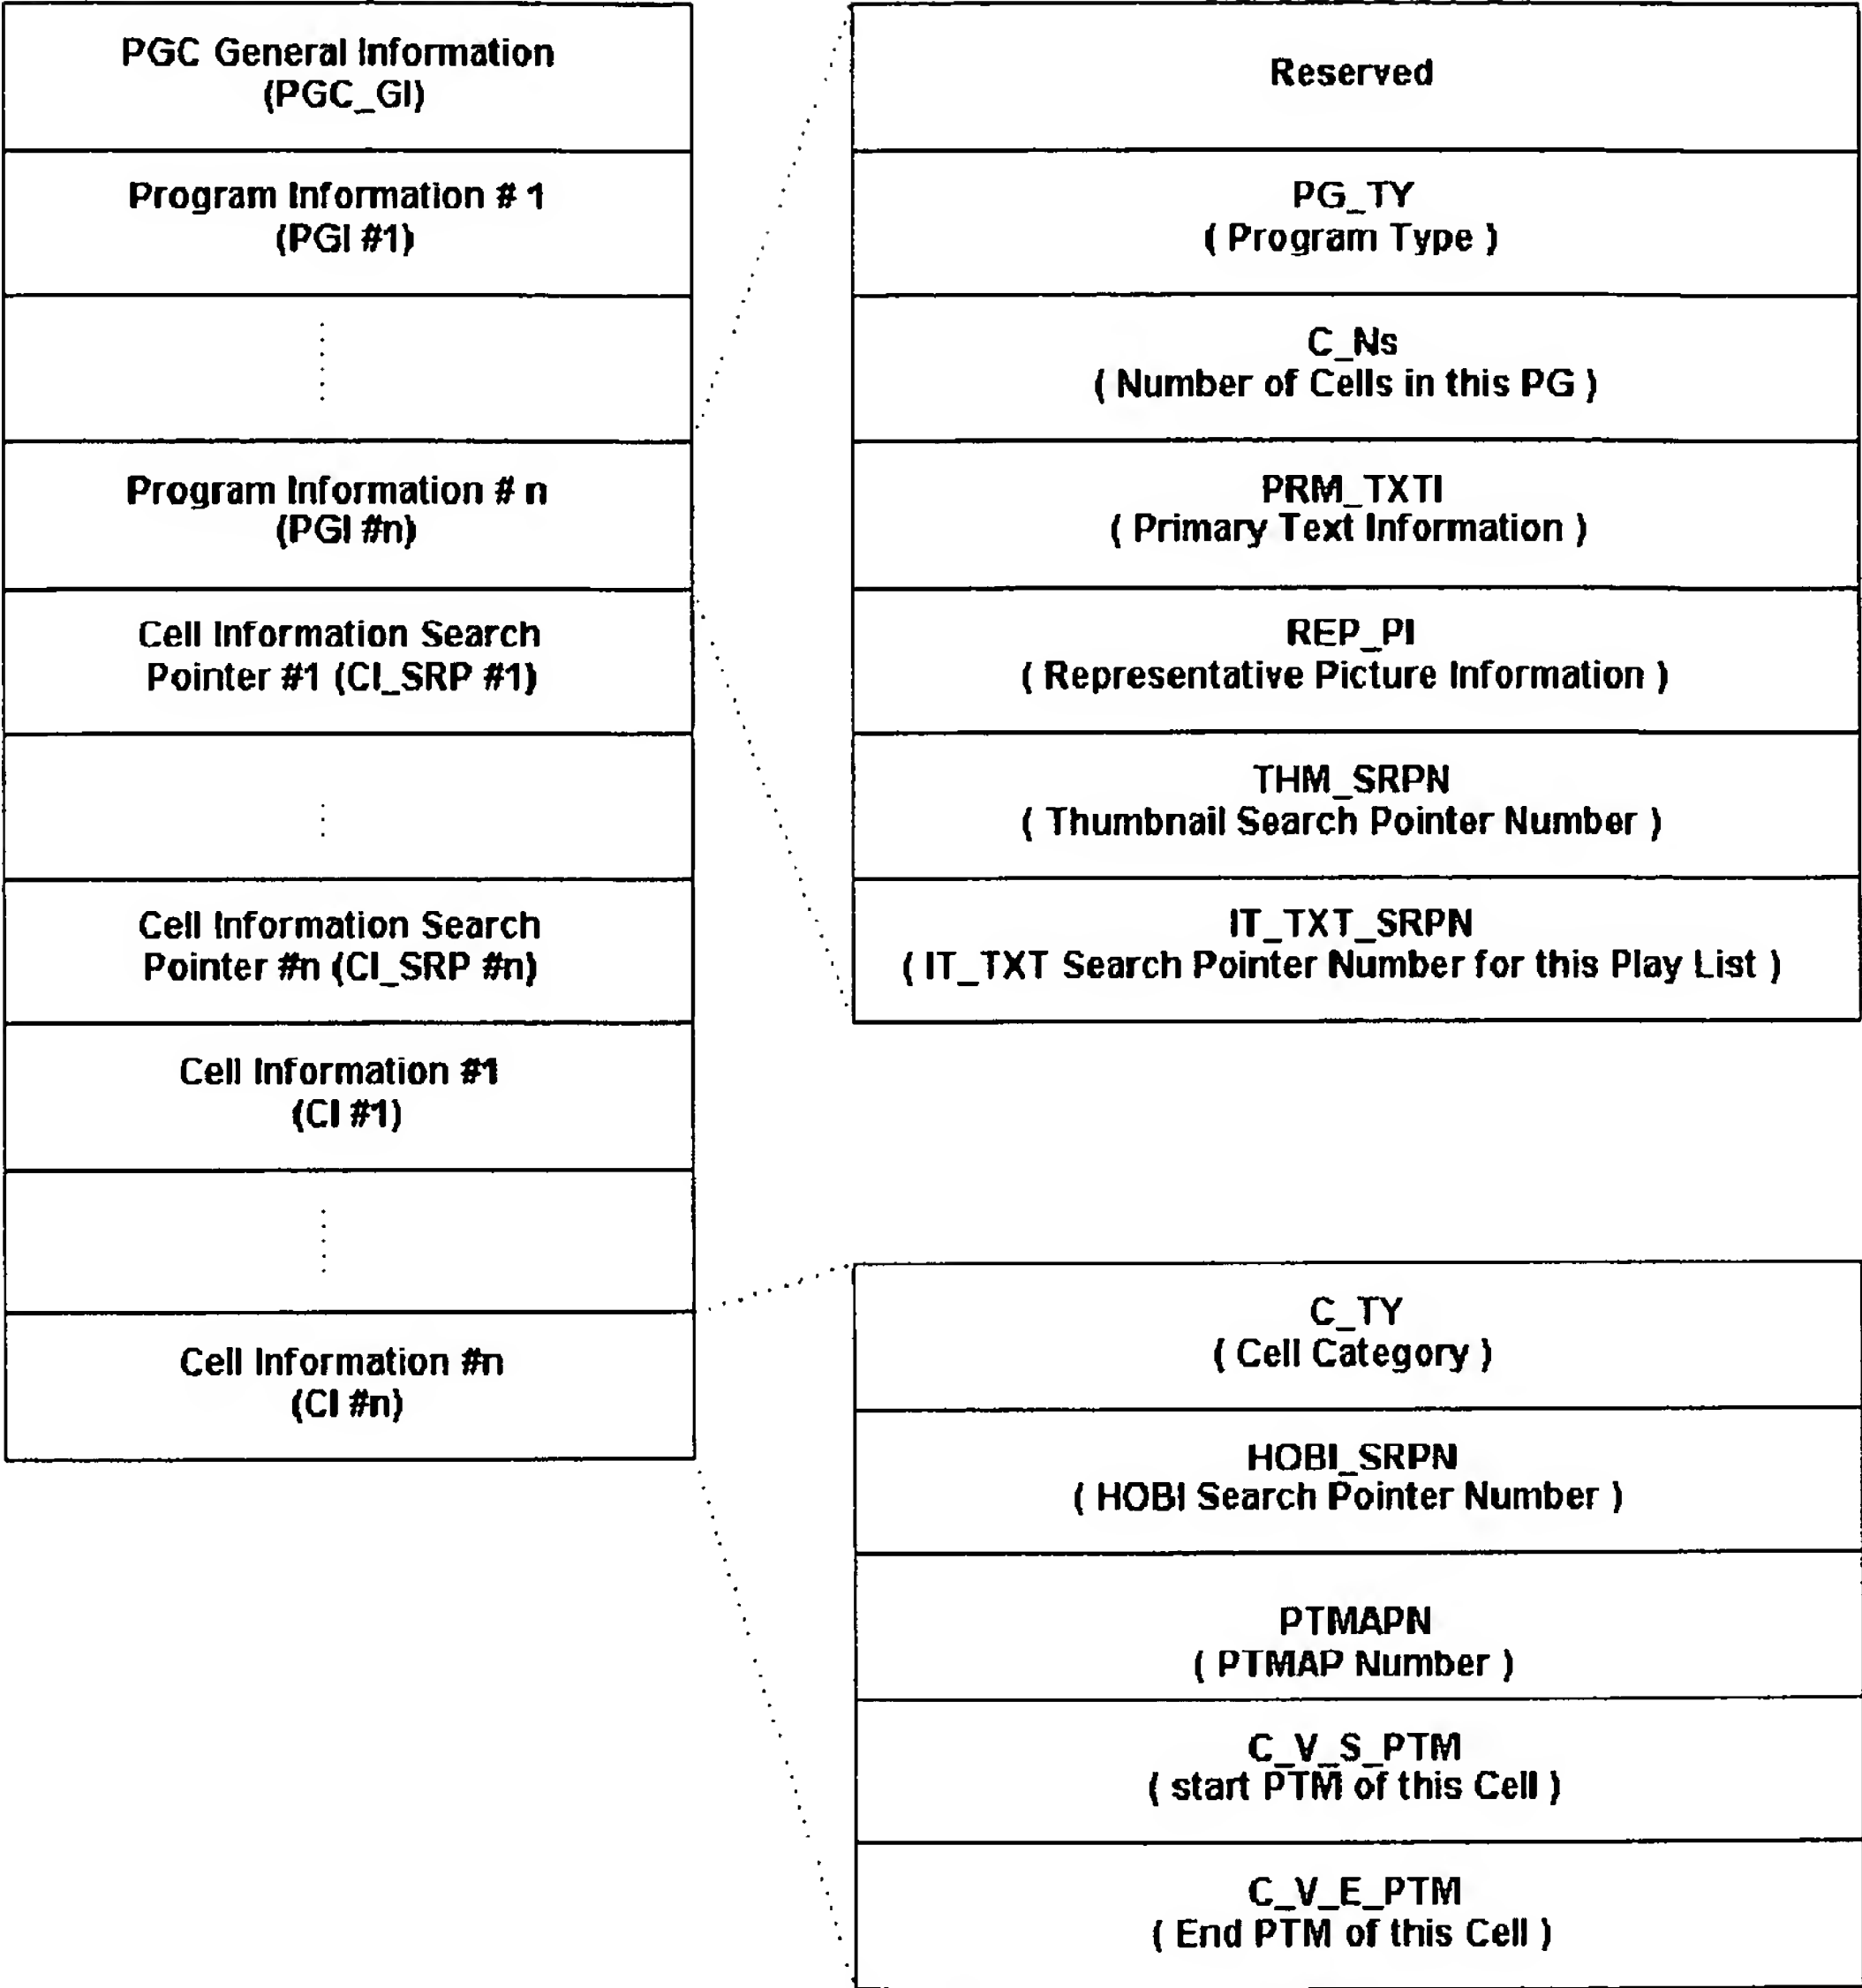 PGC General Information
(PGC_GI)
Program Information # 1
(PGI #1)
Program Information # n
(PGI #n)
Cell Information Search
Pointer #1 (CI_SRP #1)
Cell Information Search
Pointer #n (CI_SRP #n)
Cell Information #1
(CI #1)
Cell Information #n
(CI #n)
Reserved
PG_TY
( Program Type )
C_Ns
( Number of Cells in this PG )
PRM_TXTI
( Primary Text Information )
REP_PI
( Representative Picture Information )
THM_SRPN
( Thumbnail Search Pointer Number )
IT_TXT_SRPN
( IT_TXT Search Pointer Number for this Play List )
C_TY
( Cell Category )
HOBI_SRPN
( HOBI Search Pointer Number )
PTMAPN
( PTMAP Number )
C_V_S_PTM
( start PTM of this Cell )
C_V_E_PTM
( End PTM of this Cell )